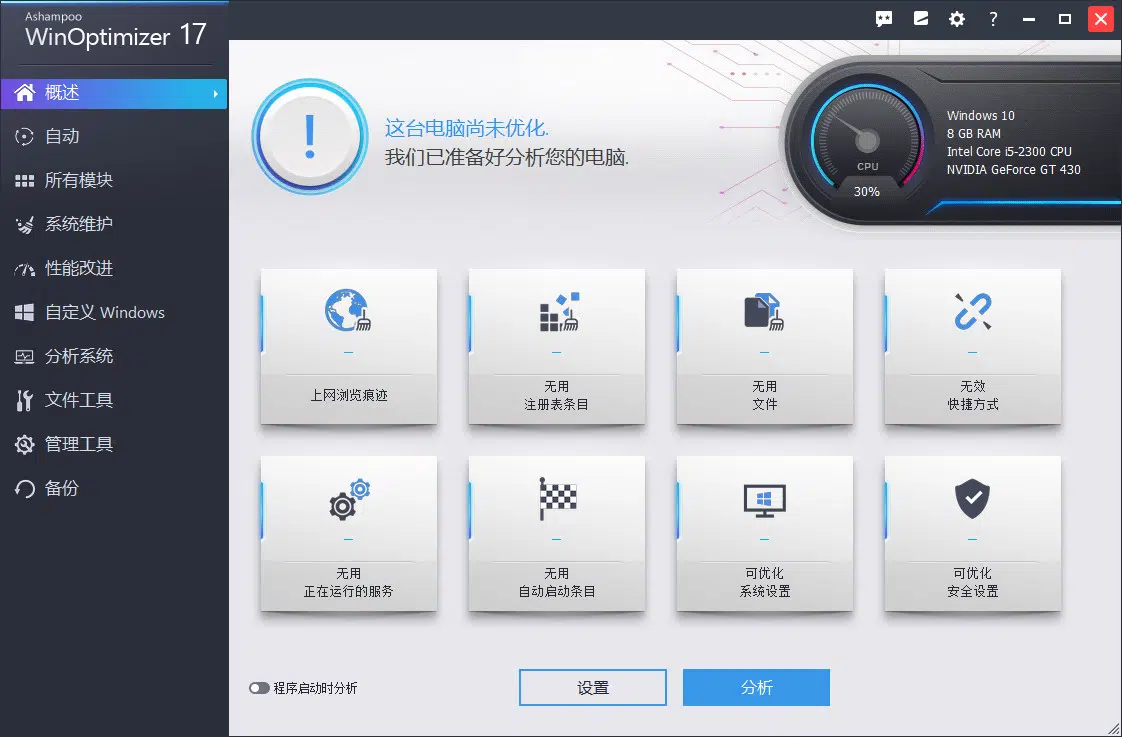 Ashampoo
WinOptimizer 17
?
概述
自动
所有模块
系统维护
性能改进
自定义 Windows
分析系统
文件工具
管理工具
备份
!
这台电脑尚未优化.
我们已准备好分析您的电脑.
CPU
30%
Windows 10
8 GB RAM
Intel Core i5-2300 CPU
NVIDIA GeForce GT 430
上网浏览痕迹
无用
注册表条目
无用
文件
无效
快捷方式
无用
正在运行的服务
无用
自动启动条目
可优化
系统设置
可优化
安全设置
程序启动时分析
设置
分析